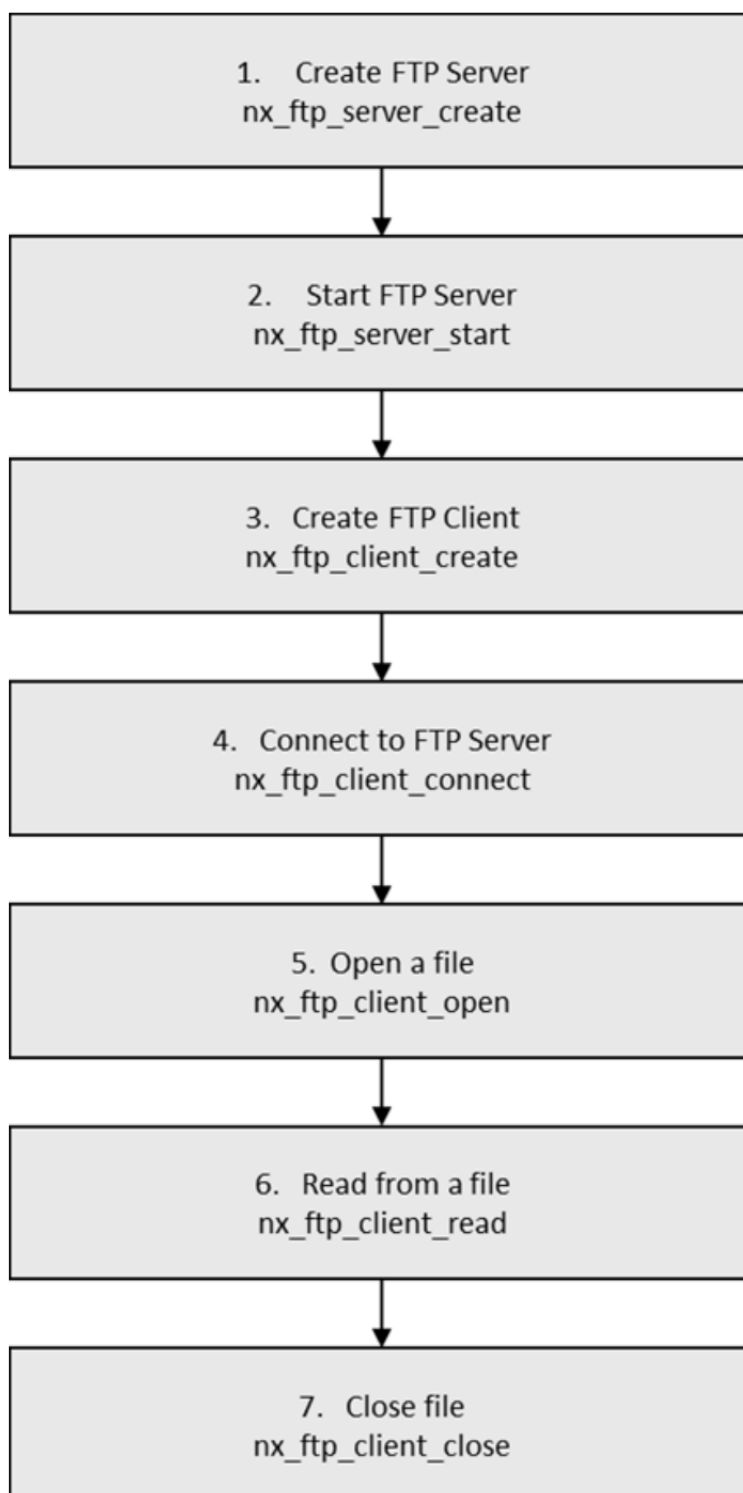 1. Create FTP Server
nx_ftp_server_create
2. Start FTP Server
nx_ftp_server_start
3. Create FTP Client
nx_ftp_client_create
4. Connect to FTP Server
nx_ftp_client_connect
5. Open a file
nx_ftp_client_open
6. Read from a file
nx_ftp_client_read
7. Close file
nx_ftp_client_close